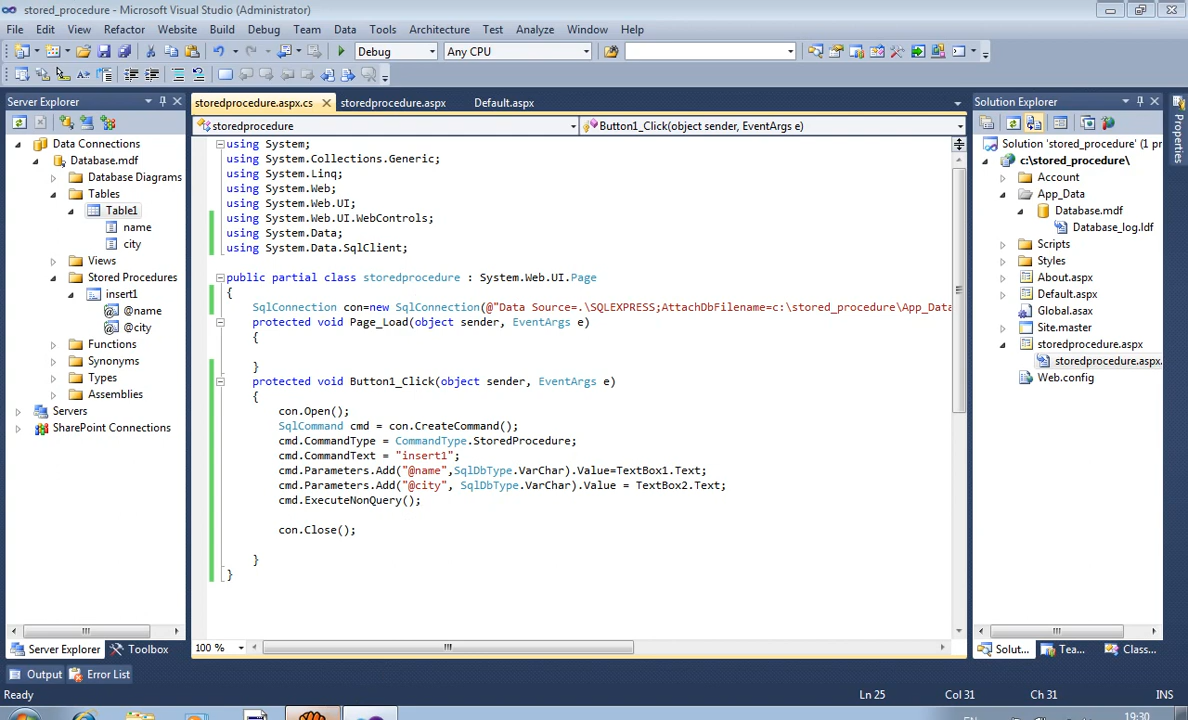 stored_procedure - Microsoft Visual Studio (Administrator)
File Edit View Refactor Website Build Debug Team Data Tools Architecture Test Analyze Window Help
Debug Any CPU
Server Explorer
Data Connections
Database.mdf
Database Diagrams
Tables
Table1
name
city
Views
Stored Procedures
insert1
@name
@city
Functions
Synonyms
Types
Assemblies
Servers
SharePoint Connections
Server Explorer Toolbox
storedprocedure.aspx.cs storedprocedure.aspx Default.aspx
storedprocedure Button1_Click(object sender, EventArgs e)
using System;
using System.Collections.Generic;
using System.Linq;
using System.Web;
using System.Web.UI;
using System.Web.UI.WebControls;
using System.Data;
using System.Data.SqlClient;
public partial class storedprocedure : System.Web.UI.Page
{
SqlConnection con=new SqlConnection(@"Data Source=.\SQLEXPRESS;AttachDbFilename=c:\stored_procedure\App_Data
protected void Page_Load(object sender, EventArgs e)
{
}
protected void Button1_Click(object sender, EventArgs e)
{
con.Open();
SqlCommand cmd = con.CreateCommand();
cmd.CommandType = CommandType.StoredProcedure;
cmd.CommandText = "insert1";
cmd.Parameters.Add("@name",SqlDbType.VarChar).Value=TextBox1.Text;
cmd.Parameters.Add("@city", SqlDbType.VarChar).Value = TextBox2.Text;
cmd.ExecuteNonQuery();
con.Close();
}
}
100 %
Solution Explorer
Solution 'stored_procedure' (1 pr
c:\stored_procedure\
Account
App_Data
Database.mdf
Database_log.ldf
Scripts
Styles
About.aspx
Default.aspx
Global.asax
Site.master
storedprocedure.aspx
storedprocedure.aspx.
Web.config
Solut... Tea... Class...
Properties
Output Error List
Ready Ln 25 Col 31 Ch 31 INS
EN 19:30